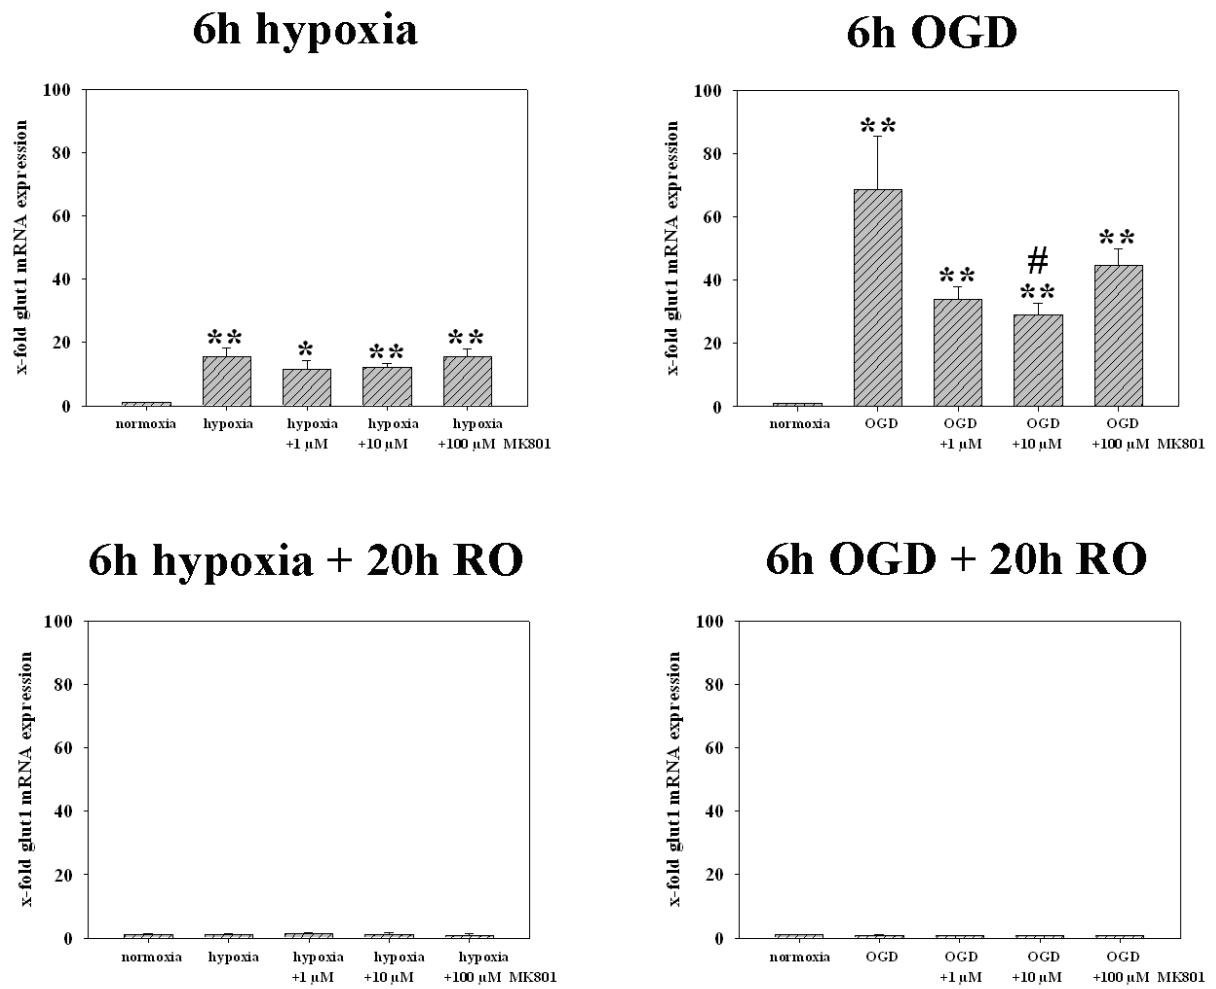 6h hypoxia
x-fold glut1 mRNA expression
100
80
60
40
20
0
**
*
**
**
normoxia hypoxia hypoxia hypoxia hypoxia
+1 µM +10 µM +100 µM MK801
6h OGD
x-fold glut1 mRNA expression
100
80
60
40
20
0
**
**
#
**
**
normoxia OGD OGD OGD OGD
+1 µM +10 µM +100 µM MK801
6h hypoxia + 20h RO
x-fold glut1 mRNA expression
100
80
60
40
20
0
normoxia hypoxia hypoxia hypoxia hypoxia
+1 µM +10 µM +100 µM MK801
6h OGD + 20h RO
x-fold glut1 mRNA expression
100
80
60
40
20
0
normoxia OGD OGD OGD OGD
+1 µM +10 µM +100 µM MK801